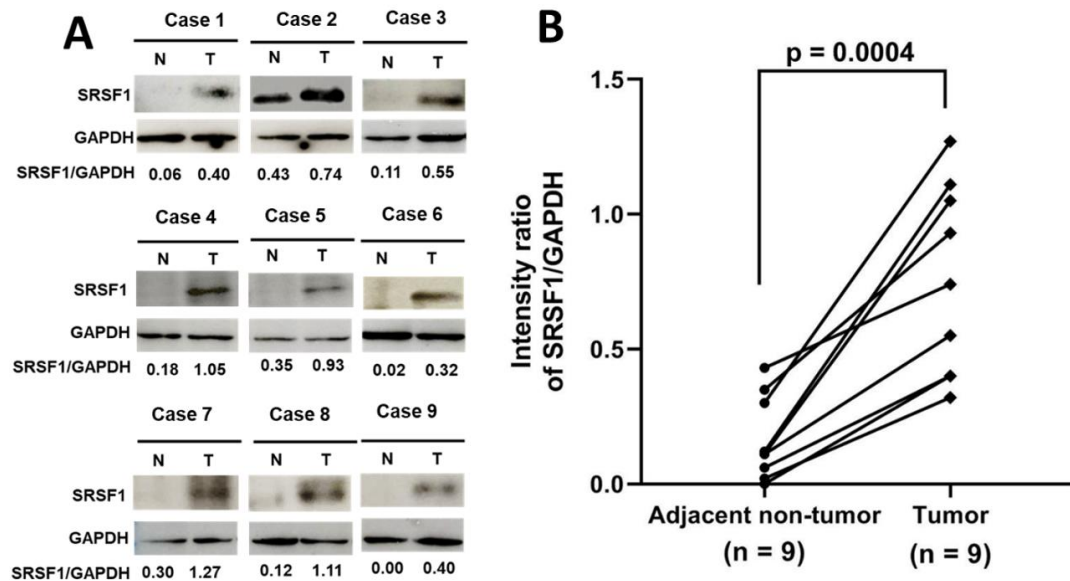 A
Case 1 Case 2 Case 3
N T N T N T
SRSF1
GAPDH
SRSF1/GAPDH 0.06 0.40 0.43 0.74 0.11 0.55
Case 4 Case 5 Case 6
N T N T N T
SRSF1
GAPDH
SRSF1/GAPDH 0.18 1.05 0.35 0.93 0.02 0.32
Case 7 Case 8 Case 9
N T N T N T
SRSF1
GAPDH
SRSF1/GAPDH 0.30 1.27 0.12 1.11 0.00 0.40
B
p = 0.0004
Intensity ratio
of SRSF1/GAPDH
1.5
1.0
0.5
0.0
Adjacent non-tumor Tumor
(n = 9) (n = 9)